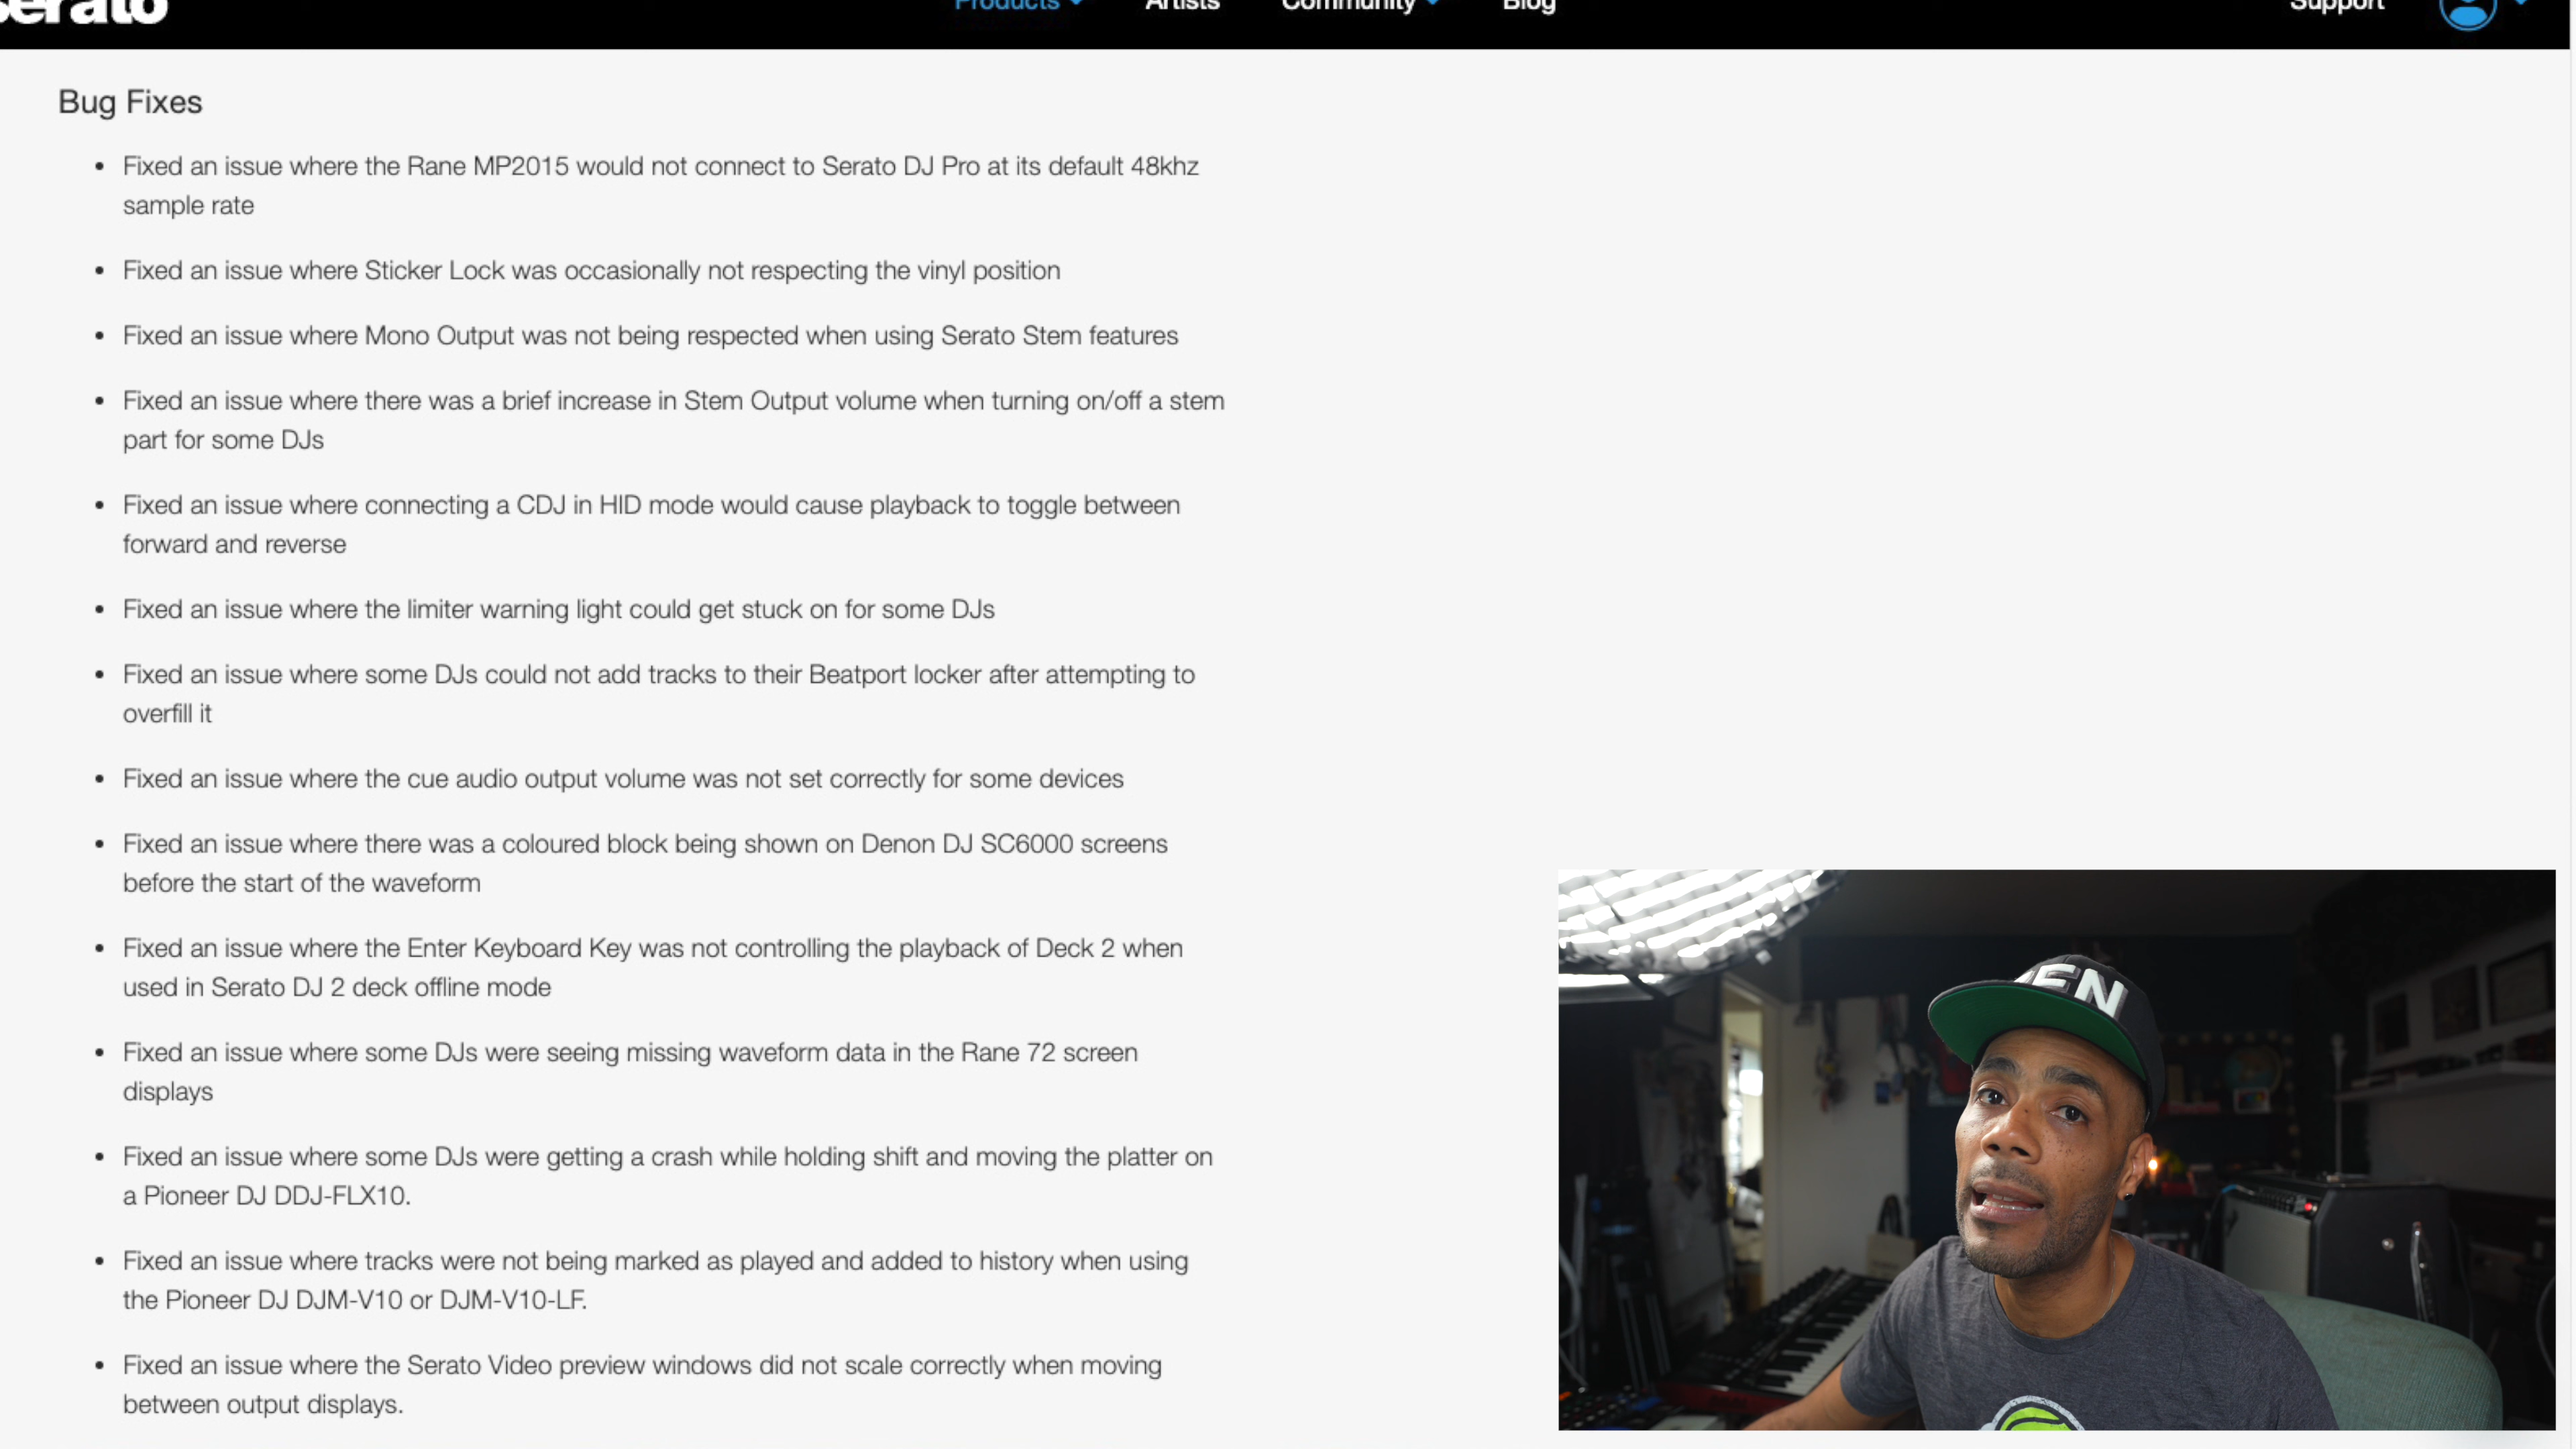 serato
Products Artists Community Blog Support
Bug Fixes
• Fixed an issue where the Rane MP2015 would not connect to Serato DJ Pro at its default 48khz
sample rate
• Fixed an issue where Sticker Lock was occasionally not respecting the vinyl position
• Fixed an issue where Mono Output was not being respected when using Serato Stem features
• Fixed an issue where there was a brief increase in Stem Output volume when turning on/off a stem
part for some DJs
• Fixed an issue where connecting a CDJ in HID mode would cause playback to toggle between
forward and reverse
• Fixed an issue where the limiter warning light could get stuck on for some DJs
• Fixed an issue where some DJs could not add tracks to their Beatport locker after attempting to
overfill it
• Fixed an issue where the cue audio output volume was not set correctly for some devices
• Fixed an issue where there was a coloured block being shown on Denon DJ SC6000 screens
before the start of the waveform
• Fixed an issue where the Enter Keyboard Key was not controlling the playback of Deck 2 when
used in Serato DJ 2 deck offline mode
• Fixed an issue where some DJs were seeing missing waveform data in the Rane 72 screen
displays
• Fixed an issue where some DJs were getting a crash while holding shift and moving the platter on
a Pioneer DJ DDJ-FLX10.
• Fixed an issue where tracks were not being marked as played and added to history when using
the Pioneer DJ DJM-V10 or DJM-V10-LF.
• Fixed an issue where the Serato Video preview windows did not scale correctly when moving
between output displays.